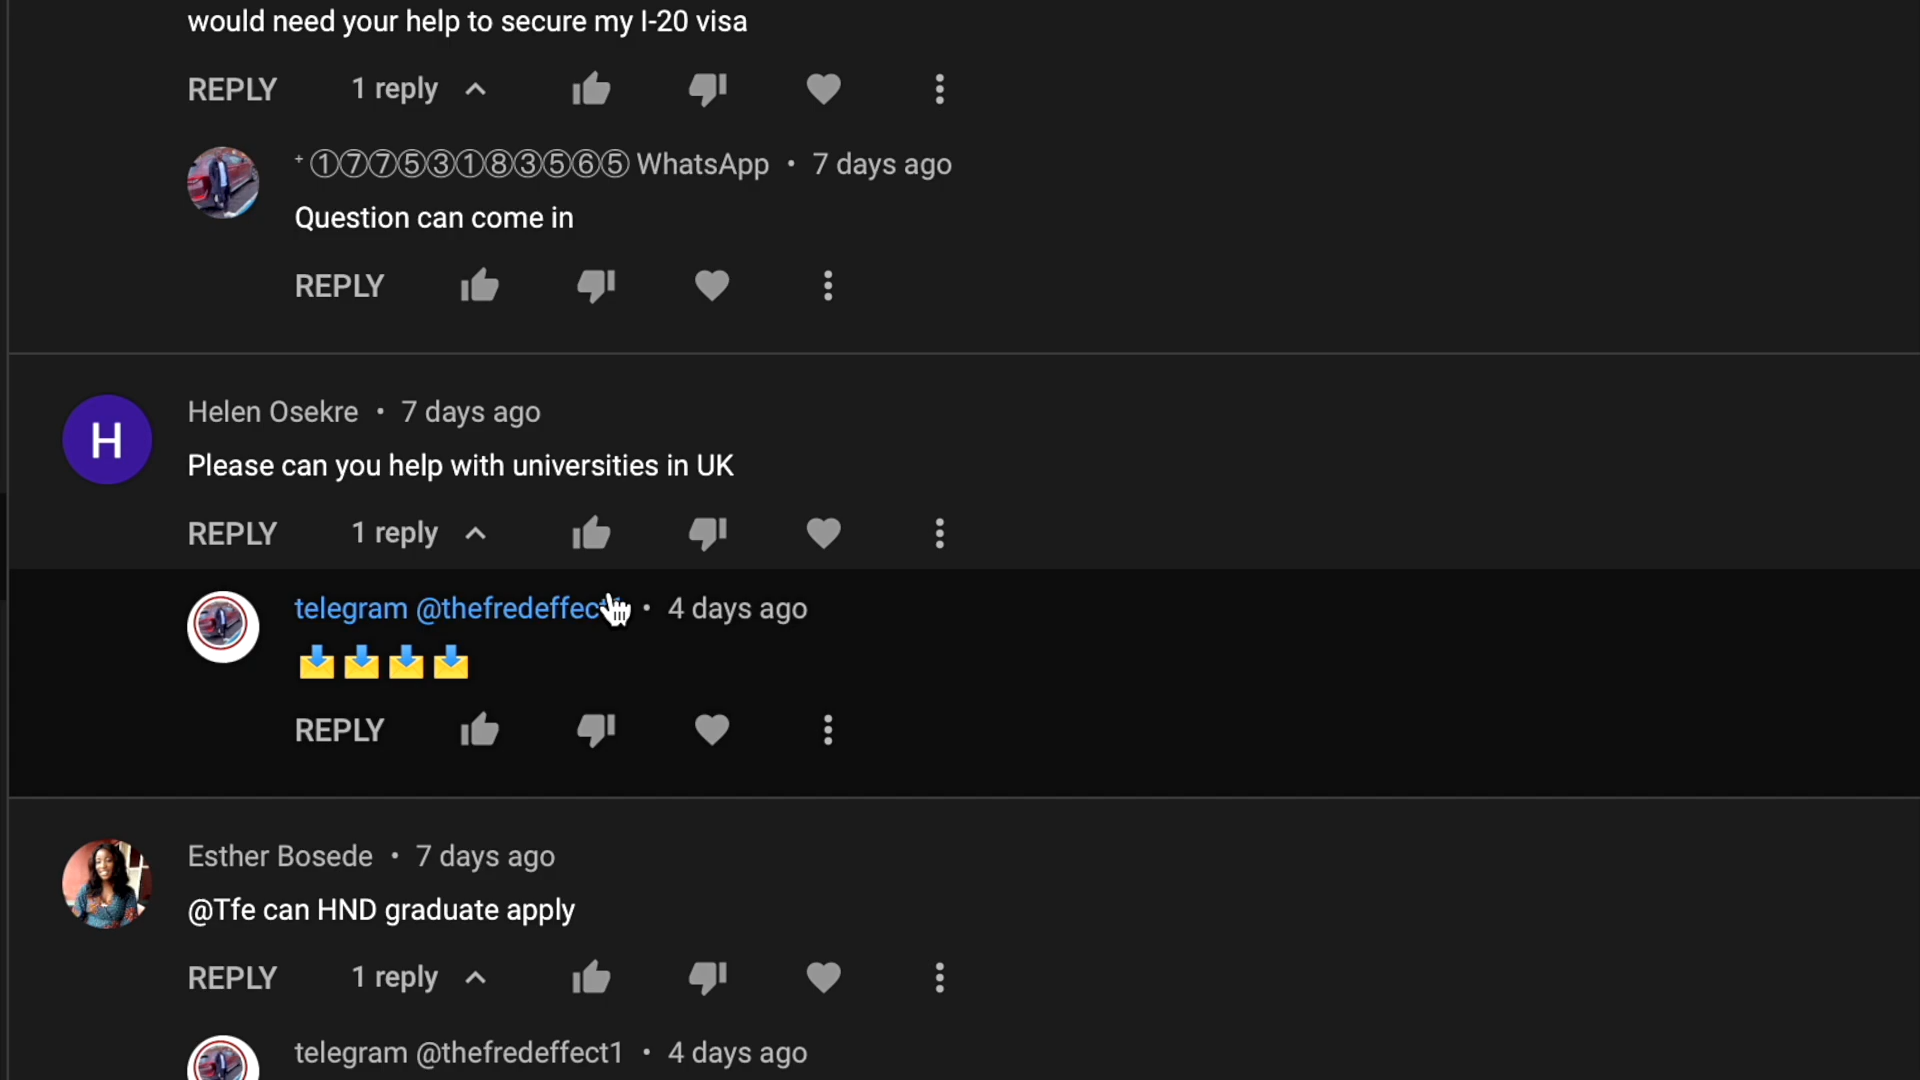 would need your help to secure my I-20 visa
REPLY 1 reply
+ ①⑦⑦⑤③①⑧③⑤⑥⑤ WhatsApp • 7 days ago
Question can come in
REPLY
H
Helen Osekre • 7 days ago
Please can you help with universities in UK
REPLY 1 reply
telegram @thefredeffect1 • 4 days ago
REPLY
Esther Bosede • 7 days ago
@Tfe can HND graduate apply
REPLY 1 reply
telegram @thefredeffect1 • 4 days ago